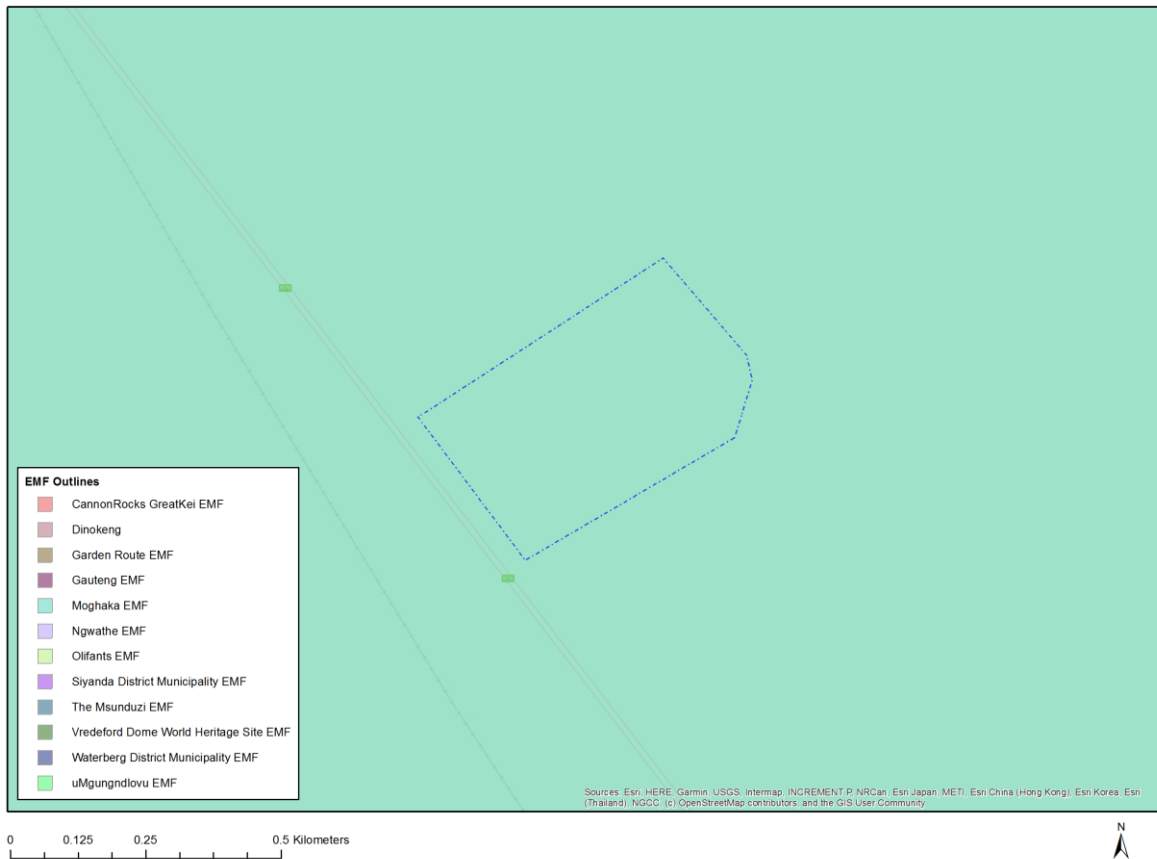 EMF Outlines
CannonRocks GreatKei EMF
Dinokeng
Garden Route EMF
Gauteng EMF
Moghaka EMF
Ngwathe EMF
Olifants EMF
Siyanda District Municipality EMF
The Msunduzi EMF
Vredeford Dome World Heritage Site EMF
Waterberg District Municipality EMF
uMgungndlovu EMF
Sources: Esri, HERE, Garmin, USGS, Intermap, INCREMENT P, NRCan, Esri Japan, METI, Esri China (Hong Kong), Esri Korea, Esri
(Thailand), NGCC, (c) OpenStreetMap contributors, and the GIS User Community
N
0 0.125 0.25 0.5 Kilometers